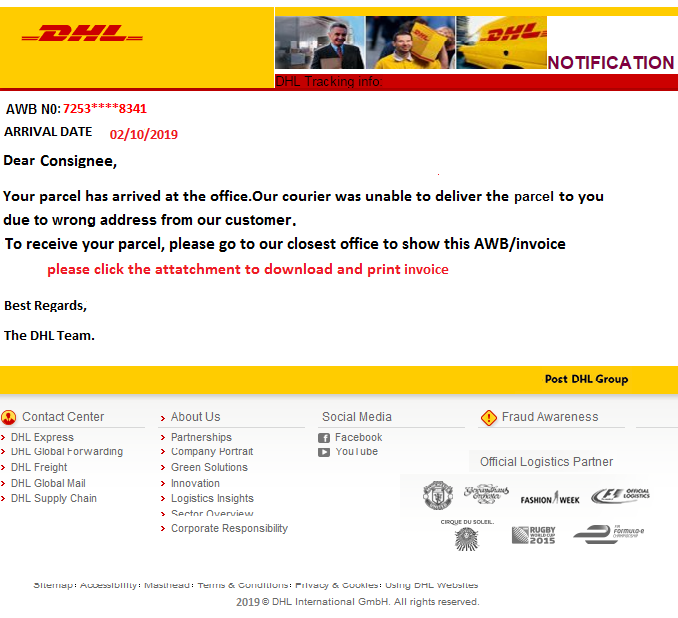 DHL
DHL
NOTIFICATION
DHL Tracking info:
AWB N0: 7253****8341
ARRIVAL DATE 02/10/2019
Dear Consignee,
Your parcel has arrived at the office.Our courier was unable to deliver the parcel to you
due to wrong address from our customer.
To receive your parcel, please go to our closest office to show this AWB/invoice
please click the attatchment to download and print invoice
Best Regards,
The DHL Team.
Post DHL Group
Contact Center
DHL Express
DHL Global Forwarding
DHL Freight
DHL Global Mail
DHL Supply Chain
About Us
Partnerships
Company Portrait
Green Solutions
Innovation
Logistics Insights
Sector Overview
Corporate Responsibility
Social Media
Facebook
YouTube
Fraud Awareness
Official Logistics Partner
Gewandhaus
Orchester
FASHION WEEK
OFFICIAL
LOGISTICS
CIRQUE DU SOLEIL.
RUGBY
WORLD CUP
2015
FIA
FORMULA-E
CHAMPIONSHIP
Sitemap: Accessibility: Masthead: Terms & Conditions: Privacy & Cookies: Using DHL Websites
2019 © DHL International GmbH. All rights reserved.